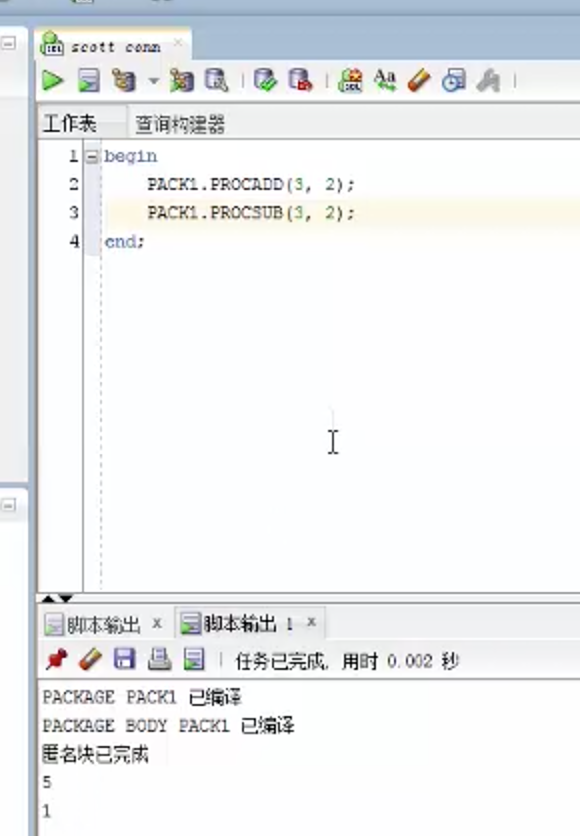 scott conn
工作表 查询构建器
1 begin
2 PACK1.PROCADD(3, 2);
3 PACK1.PROCSUB(3, 2);
4 end;
脚本输出 × 脚本输出 1 ×
任务已完成, 用时 0.002 秒
PACKAGE PACK1 已编译
PACKAGE BODY PACK1 已编译
匿名块已完成
5
1